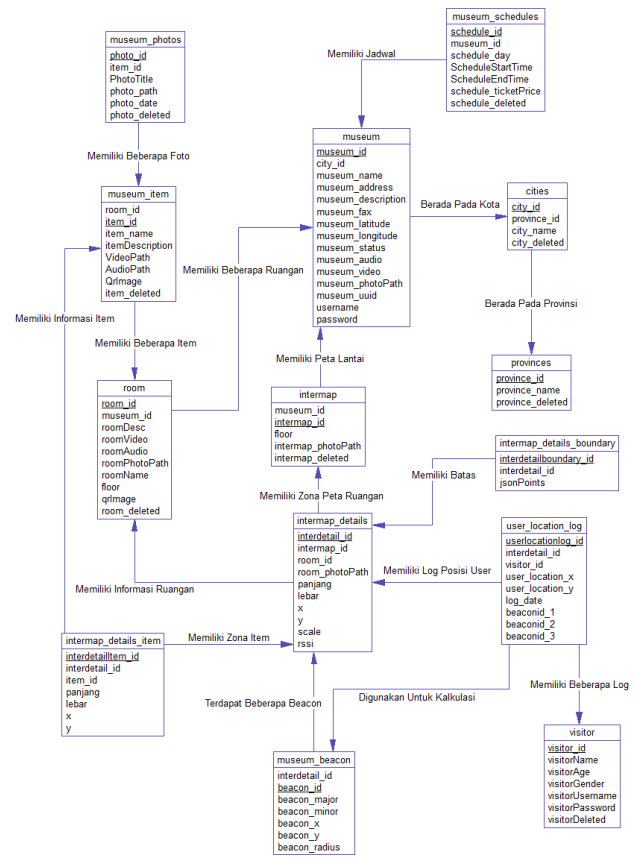 museum_schedules
schedule_id
museum_id
schedule_day
ScheduleStartTime
ScheduleEndTime
schedule_ticketPrice
schedule_deleted
museum_photos
photo_id
item_id
PhotoTitle
photo_path
photo_date
photo_deleted
Memiliki Jadwal
museum
museum_id
city_id
museum_name
museum_address
museum_description
museum_fax
museum_latitude
museum_longitude
museum_status
museum_audio
museum_video
museum_photoPath
museum_uuid
username
password
Memiliki Beberapa Foto
museum_item
room_id
item_id
item_name
itemDescription
VideoPath
AudioPath
QrImage
item_deleted
Berada Pada Kota
cities
city_id
province_id
city_name
city_deleted
Memiliki Beberapa Ruangan
Memiliki Informasi Item
Berada Pada Provinsi
Memiliki Beberapa Item
Memiliki Peta Lantai
provinces
province_id
province_name
province_deleted
room
room_id
museum_id
roomDesc
roomVideo
roomAudio
roomPhotoPath
roomName
floor
qrImage
room_deleted
intermap
museum_id
intermap_id
floor
intermap_photoPath
intermap_deleted
intermap_details_boundary
interdetailboundary_id
interdetail_id
jsonPoints
Memiliki Batas
Memiliki Zona Peta Ruangan
intermap_details
interdetail_id
intermap_id
room_id
room_photoPath
panjang
lebar
x
y
scale
rssi
user_location_log
userlocationlog_id
interdetail_id
visitor_id
user_location_x
user_location_y
log_date
beaconid_1
beaconid_2
beaconid_3
Memiliki Log Posisi User
Memiliki Informasi Ruangan
intermap_details_item
interdetailItem_id
interdetail_id
item_id
panjang
lebar
x
y
Memiliki Zona Item
Memiliki Beberapa Log
Terdapat Beberapa Beacon
Digunakan Untuk Kalkulasi
visitor
visitor_id
visitorName
visitorAge
visitorGender
visitorUsername
visitorPassword
visitorDeleted
museum_beacon
interdetail_id
beacon_id
beacon_major
beacon_minor
beacon_x
beacon_y
beacon_radius